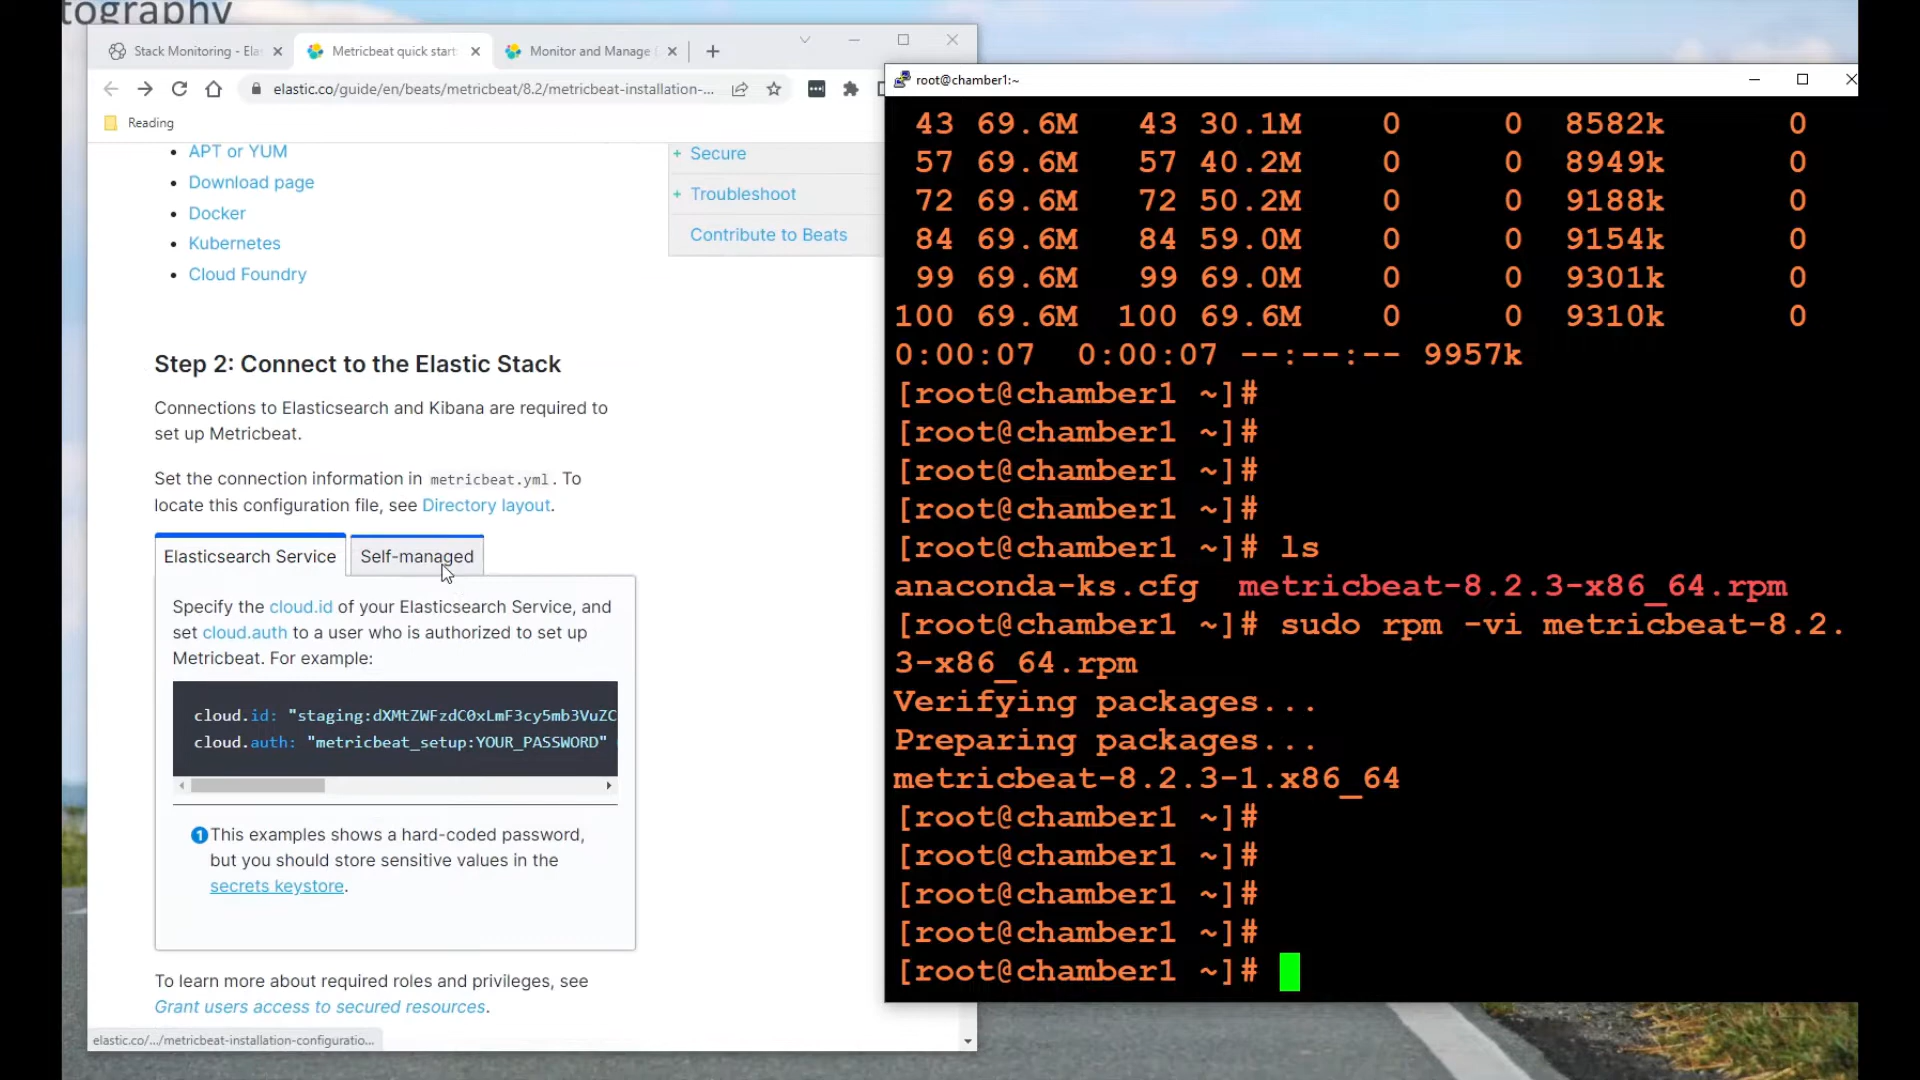 tography
Stack Monitoring - Ela
Metricbeat quick start
Monitor and Manage
elastic.co/guide/en/beats/metricbeat/8.2/metricbeat-installation-...
Reading
APT or YUM
Download page
Docker
Kubernetes
Cloud Foundry
+ Secure
+ Troubleshoot
Contribute to Beats
Step 2: Connect to the Elastic Stack
Connections to Elasticsearch and Kibana are required to
set up Metricbeat.
Set the connection information in metricbeat.yml. To
locate this configuration file, see Directory layout.
Elasticsearch Service
Self-managed
Specify the cloud.id of your Elasticsearch Service, and
set cloud.auth to a user who is authorized to set up
Metricbeat. For example:
cloud.id: "staging:dXMtZWFzdC0xLmF3cy5mb3VuZC
cloud.auth: "metricbeat_setup:YOUR_PASSWORD"
1 This examples shows a hard-coded password,
but you should store sensitive values in the
secrets keystore.
To learn more about required roles and privileges, see
Grant users access to secured resources.
elastic.co/.../metricbeat-installation-configuratio...
root@chamber1:~
43 69.6M 43 30.1M 0 0 8582k 0
57 69.6M 57 40.2M 0 0 8949k 0
72 69.6M 72 50.2M 0 0 9188k 0
84 69.6M 84 59.0M 0 0 9154k 0
99 69.6M 99 69.0M 0 0 9301k 0
100 69.6M 100 69.6M 0 0 9310k 0
0:00:07 0:00:07 --:--:-- 9957k
[root@chamber1 ~]#
[root@chamber1 ~]#
[root@chamber1 ~]#
[root@chamber1 ~]#
[root@chamber1 ~]# ls
anaconda-ks.cfg metricbeat-8.2.3-x86_64.rpm
[root@chamber1 ~]# sudo rpm -vi metricbeat-8.2.
3-x86_64.rpm
Verifying packages...
Preparing packages...
metricbeat-8.2.3-1.x86_64
[root@chamber1 ~]#
[root@chamber1 ~]#
[root@chamber1 ~]#
[root@chamber1 ~]#
[root@chamber1 ~]#